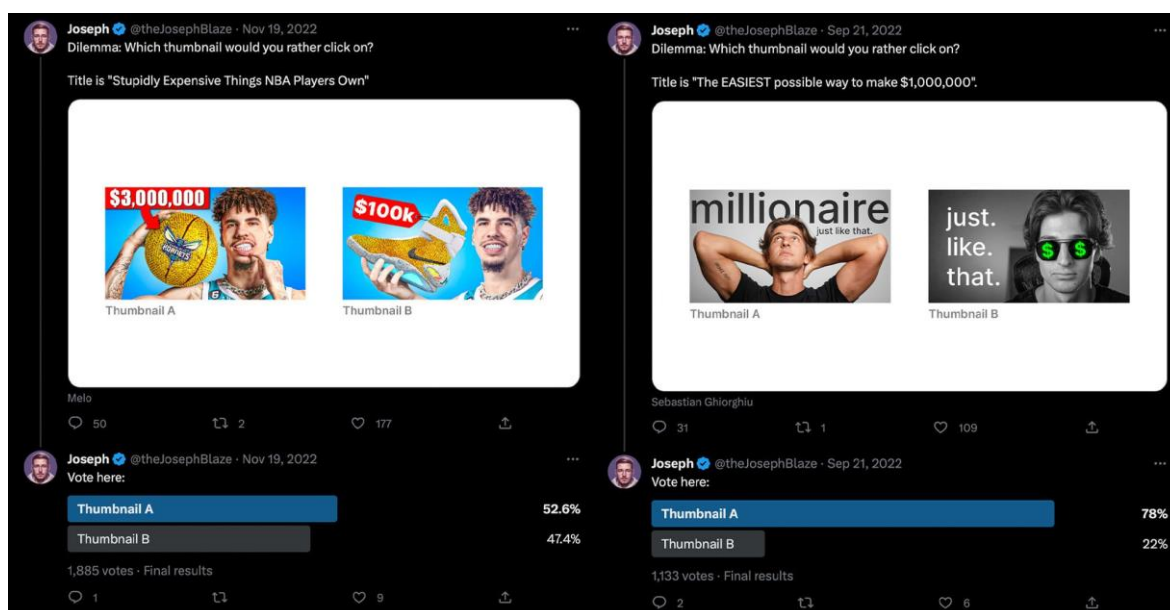 Joseph @theJosephBlaze · Nov 19, 2022
Dilemma: Which thumbnail would you rather click on?
Title is "Stupidly Expensive Things NBA Players Own"
$3,000,000
HORNETS
6
$100k
Thumbnail A
Thumbnail B
Melo
50 2 177
Joseph @theJosephBlaze · Nov 19, 2022
Vote here:
Thumbnail A 52.6%
Thumbnail B 47.4%
1,885 votes · Final results
1 9
Joseph @theJosephBlaze · Sep 21, 2022
Dilemma: Which thumbnail would you rather click on?
Title is "The EASIEST possible way to make $1,000,000".
millionaire
just like that.
just.
like.
that.
$ $
Thumbnail A
Thumbnail B
Sebastian Ghiorghiu
31 1 109
Joseph @theJosephBlaze · Sep 21, 2022
Vote here:
Thumbnail A 78%
Thumbnail B 22%
1,133 votes · Final results
2 6